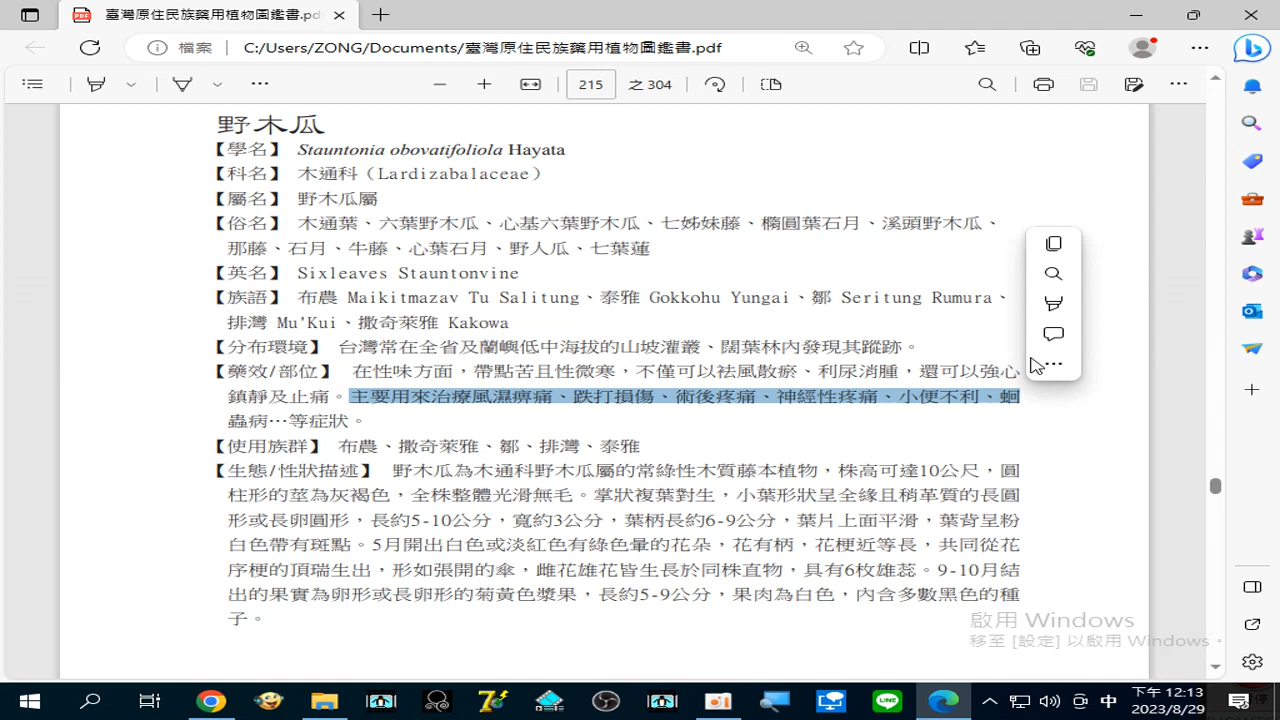 臺灣原住民族藥用植物圖鑑書.pdf
檔案
C:/Users/ZONG/Documents/臺灣原住民族藥用植物圖鑑書.pdf
215 之 304
野木瓜
【學名】 Stauntonia obovatifoliola Hayata
【科名】 木通科（Lardizabalaceae）
【屬名】 野木瓜屬
【俗名】 木通葉、六葉野木瓜、心基六葉野木瓜、七姊妹藤、橢圓葉石月、溪頭野木瓜、
那藤、石月、牛藤、心葉石月、野人瓜、七葉蓮
【英名】 Sixleaves Stauntonvine
【族語】 布農 Maikitmazav Tu Salitung、泰雅 Gokkohu Yungai、鄒 Seritung Rumura、
排灣 Mu'Kui、撒奇萊雅 Kakowa
【分布環境】 台灣常在全省及蘭嶼低中海拔的山坡灌叢、闊葉林內發現其蹤跡。
【藥效/部位】 在性味方面，帶點苦且性微寒，不僅可以祛風散瘀、利尿消腫，還可以強心
鎮靜及止痛。主要用來治療風濕痹痛、跌打損傷、術後疼痛、神經性疼痛、小便不利、蛔
蟲病…等症狀。
【使用族群】 布農、撒奇萊雅、鄒、排灣、泰雅
【生態/性狀描述】 野木瓜為木通科野木瓜屬的常綠性木質藤本植物，株高可達10公尺，圓
柱形的莖為灰褐色，全株整體光滑無毛。掌狀複葉對生，小葉形狀呈全緣且稍革質的長圓
形或長卵圓形，長約5-10公分，寬約3公分，葉柄長約6-9公分，葉片上面平滑，葉背呈粉
白色帶有斑點。5月開出白色或淡紅色有綠色暈的花朵，花有柄，花梗近等長，共同從花
序梗的頂瑞生出，形如張開的傘，雌花雄花皆生長於同株直物，具有6枚雄蕊。9-10月結
出的果實為卵形或長卵形的菊黃色漿果，長約5-9公分，果肉為白色，內含多數黑色的種
子。
啟用 Windows
移至 [設定] 以啟用 Windows。
中
下午 12:13
2023/8/29